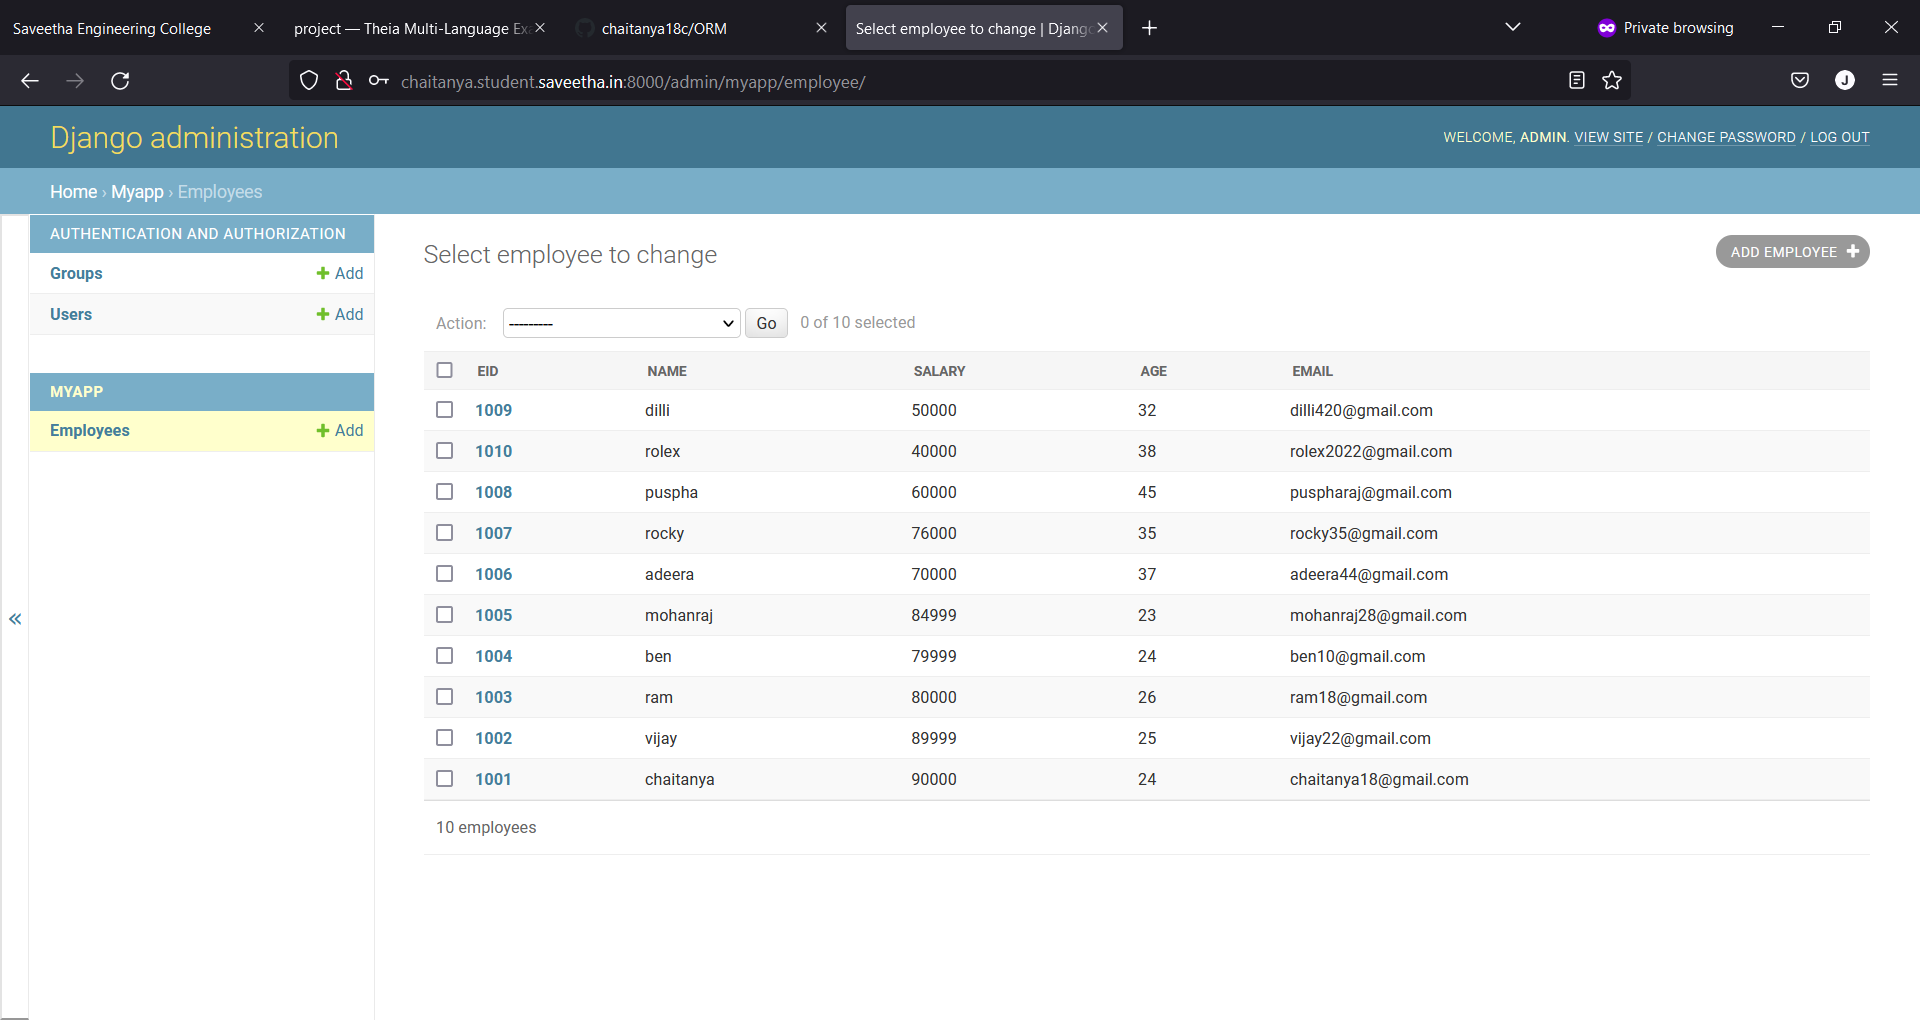 Saveetha Engineering College
project — Theia Multi-Language Ex
chaitanya18c/ORM
Select employee to change | Django
Private browsing
chaitanya.student.saveetha.in:8000/admin/myapp/employee/
J
Django administration
WELCOME, ADMIN. VIEW SITE / CHANGE PASSWORD / LOG OUT
Home › Myapp › Employees
AUTHENTICATION AND AUTHORIZATION
Groups Add
Users Add
MYAPP
Employees Add
«
Select employee to change
ADD EMPLOYEE
Action: --------- Go 0 of 10 selected
EID NAME SALARY AGE EMAIL
1009 dilli 50000 32 dilli420@gmail.com
1010 rolex 40000 38 rolex2022@gmail.com
1008 puspha 60000 45 puspharaj@gmail.com
1007 rocky 76000 35 rocky35@gmail.com
1006 adeera 70000 37 adeera44@gmail.com
1005 mohanraj 84999 23 mohanraj28@gmail.com
1004 ben 79999 24 ben10@gmail.com
1003 ram 80000 26 ram18@gmail.com
1002 vijay 89999 25 vijay22@gmail.com
1001 chaitanya 90000 24 chaitanya18@gmail.com
10 employees